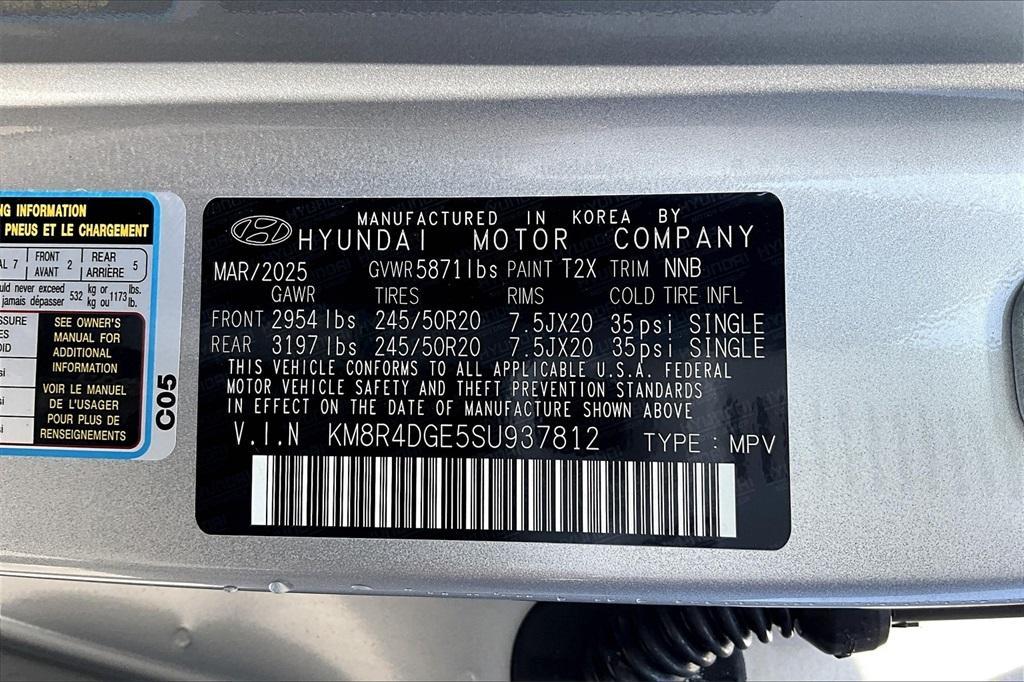 NG INFORMATION
PNEUS ET LE CHARGEMENT
AL 7 FRONT AVANT 2 REAR ARRIÈRE 5
never exceed 532 kg or 1173 lbs.
jamais dépasser kg ou lb.
SEE OWNER'S
MANUAL FOR
ADDITIONAL
INFORMATION
VOIR LE MANUEL
DE L'USAGER
POUR PLUS DE
RENSEIGNEMENTS
C05
MANUFACTURED IN KOREA BY
HYUNDAI MOTOR COMPANY
MAR/2025 GVWR 5871 lbs PAINT T2X TRIM NNB
GAWR TIRES RIMS COLD TIRE INFL
FRONT 2954 lbs 245/50R20 7.5JX20 35psi SINGLE
REAR 3197 lbs 245/50R20 7.5JX20 35psi SINGLE
THIS VEHICLE CONFORMS TO ALL APPLICABLE U.S.A. FEDERAL
MOTOR VEHICLE SAFETY AND THEFT PREVENTION STANDARDS
IN EFFECT ON THE DATE OF MANUFACTURE SHOWN ABOVE
V.I.N KM8R4DGE5SU937812 TYPE: MPV